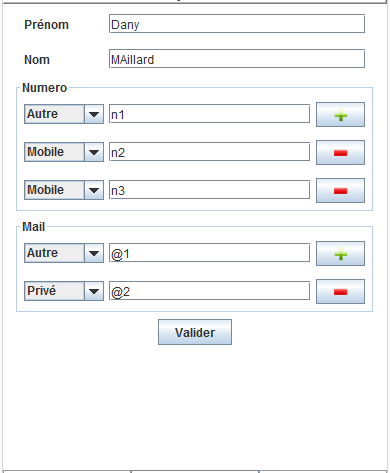 Prénom Dany
Nom MAillard
Numero
Autre n1
Mobile n2
Mobile n3
Mail
Autre @1
Privé @2
Valider